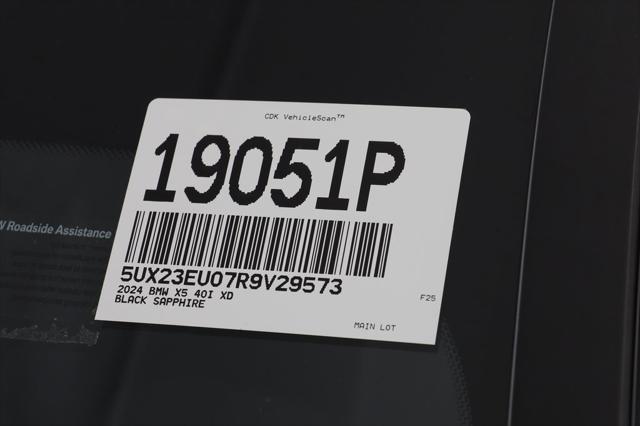 CDK VehicleScan™
19051P
W Roadside Assistance
5UX23EU07R9V29573
2024 BMW X5 40I XD
BLACK SAPPHIRE
F25
MAIN LOT